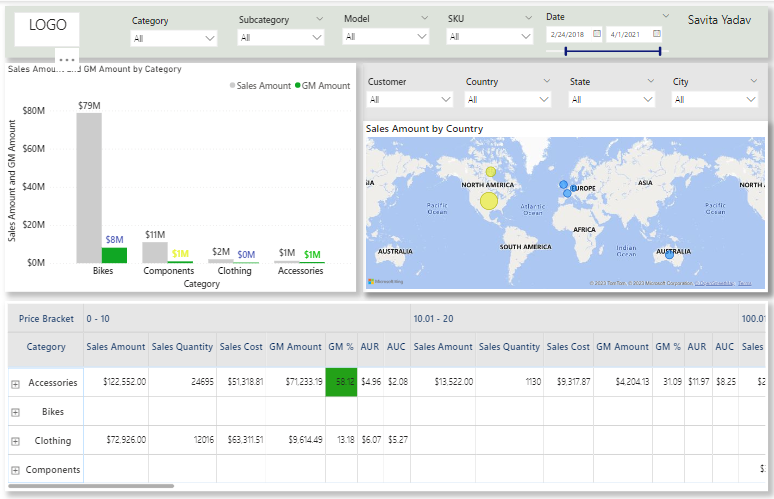 LOGO
Category
Subcategory
Model
SKU
Date
Savita Yadav
All
All
All
All
2/24/2018
4/1/2021
Sales Amount and GM Amount by Category
Sales Amount
GM Amount
Sales Amount and GM Amount
$80M
$60M
$40M
$20M
$0M
$79M
$8M
$11M
$1M
$2M
$0M
$1M
$1M
Bikes
Components
Clothing
Accessories
Category
Customer
Country
State
City
All
All
All
All
Sales Amount by Country
NORTH AMERICA
EUROPE
ASIA
IA
NORTH
Pacific
Ocean
Atlantic
Ocean
Pacific
Ocean
AFRICA
SOUTH AMERICA
Indian
Ocean
AUSTRALIA
AUSTRALIA
Microsoft Bing
© 2023 TomTom, © 2023 Microsoft Corporation, Terms
Price Bracket 0 - 10 10.01 - 20 100.0
Category Sales Amount Sales Quantity Sales Cost GM Amount GM % AUR AUC Sales Amount Sales Quantity Sales Cost GM Amount GM % AUR AUC Sales
Accessories $122,552.00 24695 $51,318.81 $71,233.19 58.12 $4.96 $2.08 $13,522.00 1130 $9,317.87 $4,204.13 31.09 $11.97 $8.25 $2
Bikes
Clothing $72,926.00 12016 $63,311.51 $9,614.49 13.18 $6.07 $5.27
Components